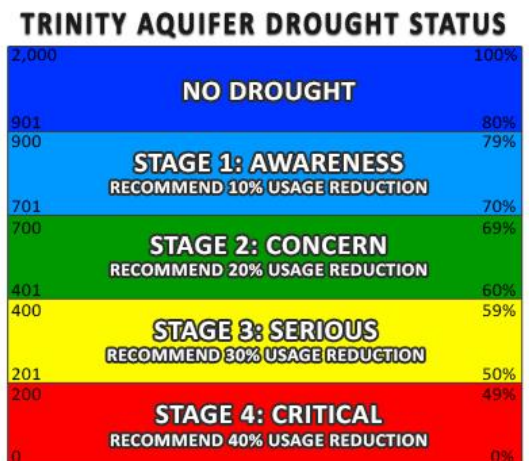 TRINITY AQUIFER DROUGHT STATUS
2,000 100%
NO DROUGHT
901 80%
900 79%
STAGE 1: AWARENESS
RECOMMEND 10% USAGE REDUCTION
701 70%
700 69%
STAGE 2: CONCERN
RECOMMEND 20% USAGE REDUCTION
401 60%
400 59%
STAGE 3: SERIOUS
RECOMMEND 30% USAGE REDUCTION
201 50%
200 49%
STAGE 4: CRITICAL
RECOMMEND 40% USAGE REDUCTION
0 0%